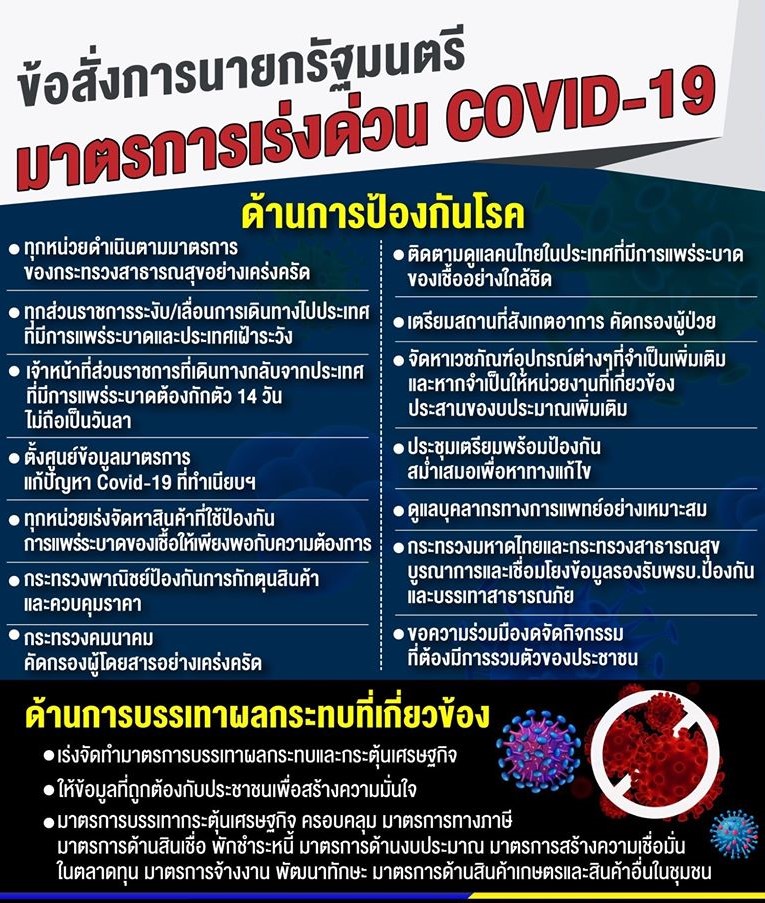 ข้อสั่งการนายกรัฐมนตรี
มาตรการเร่งด่วน COVID-19
ด้านการป้องกันโรค
● ทุกหน่วยดำเนินตามมาตรการ
ของกระทรวงสาธารณสุขอย่างเคร่งครัด
● ทุกส่วนราชการระงับ/เลื่อนการเดินทางไปประเทศ
ที่มีการแพร่ระบาดและประเทศเฝ้าระวัง
● เจ้าหน้าที่ส่วนราชการที่เดินทางกลับจากประเทศ
ที่มีการแพร่ระบาดต้องกักตัว 14 วัน
ไม่ถือเป็นวันลา
● ตั้งศูนย์ข้อมูลมาตรการ
แก้ปัญหา Covid-19 ที่ทำเนียบฯ
● ทุกหน่วยเร่งจัดหาสินค้าที่ใช้ป้องกัน
การแพร่ระบาดของเชื้อให้เพียงพอกับความต้องการ
● กระทรวงพาณิชย์ป้องกันการกักตุนสินค้า
และควบคุมราคา
● กระทรวงคมนาคม
คัดกรองผู้โดยสารอย่างเคร่งครัด
● ติดตามดูแลคนไทยในประเทศที่มีการแพร่ระบาด
ของเชื้ออย่างใกล้ชิด
● เตรียมสถานที่สังเกตอาการ คัดกรองผู้ป่วย
● จัดหาเวชภัณฑ์อุปกรณ์ต่างๆที่จำเป็นเพิ่มเติม
และหากจำเป็นให้หน่วยงานที่เกี่ยวข้อง
ประสานของบประมาณเพิ่มเติม
● ประชุมเตรียมพร้อมป้องกัน
สม่ำเสมอเพื่อหาทางแก้ไข
● ดูแลบุคลากรทางการแพทย์อย่างเหมาะสม
● กระทรวงมหาดไทยและกระทรวงสาธารณสุข
บูรณาการและเชื่อมโยงข้อมูลรองรับพรบ.ป้องกัน
และบรรเทาสาธารณภัย
● ขอความร่วมมืองดจัดกิจกรรม
ที่ต้องมีการรวมตัวของประชาชน
ด้านการบรรเทาผลกระทบที่เกี่ยวข้อง
● เร่งจัดทำมาตรการบรรเทาผลกระทบและกระตุ้นเศรษฐกิจ
● ให้ข้อมูลที่ถูกต้องกับประชาชนเพื่อสร้างความมั่นใจ
● มาตรการบรรเทากระตุ้นเศรษฐกิจ ครอบคลุม มาตรการทางภาษี
มาตรการด้านสินเชื่อ พักชำระหนี้ มาตรการด้านงบประมาณ มาตรการสร้างความเชื่อมั่น
ในตลาดทุน มาตรการจ้างงาน พัฒนาทักษะ มาตรการด้านสินค้าเกษตรและสินค้าอื่นในชุมชน